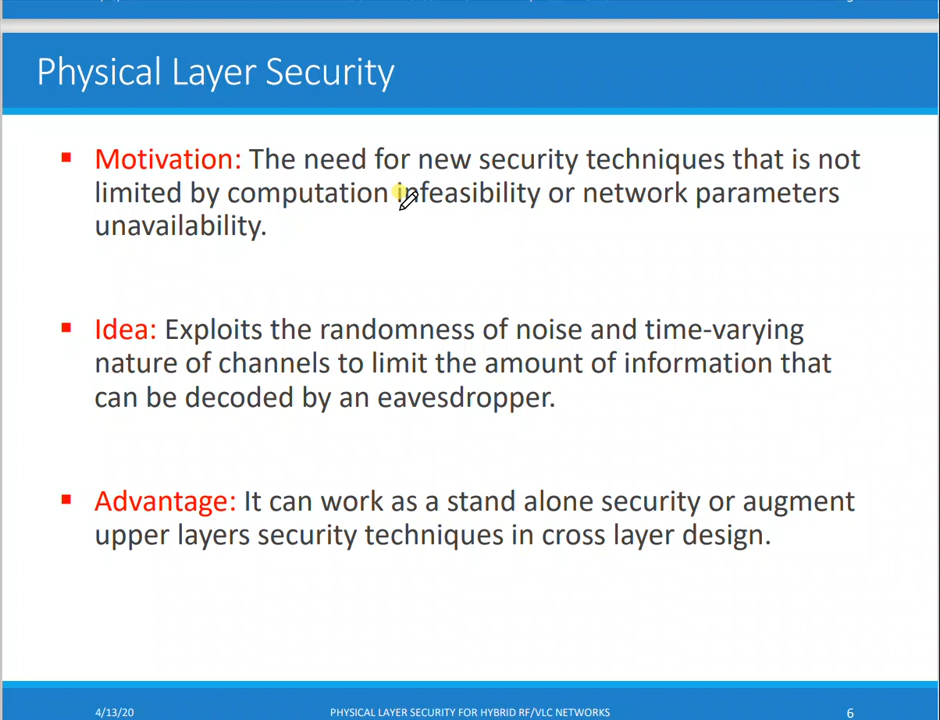 Physical Layer Security
▪ Motivation: The need for new security techniques that is not
limited by computation infeasibility or network parameters
unavailability.
▪ Idea: Exploits the randomness of noise and time-varying
nature of channels to limit the amount of information that
can be decoded by an eavesdropper.
▪ Advantage: It can work as a stand alone security or augment
upper layers security techniques in cross layer design.
4/13/20 PHYSICAL LAYER SECURITY FOR HYBRID RF/VLC NETWORKS 6